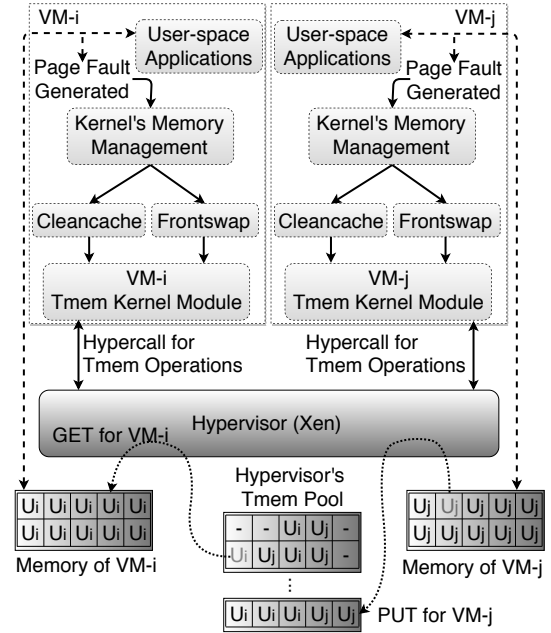 VM-i
User-space
Applications
Page Fault
Generated
Kernel's Memory
Management
Cleancache
Frontswap
VM-i
Tmem Kernel Module
Hypercall for
Tmem Operations
VM-j
User-space
Applications
Page Fault
Generated
Kernel's Memory
Management
Cleancache
Frontswap
VM-j
Tmem Kernel Module
Hypercall for
Tmem Operations
Hypervisor (Xen)
GET for VM-i
Ui Ui Ui Ui Ui
Ui Ui Ui Ui Ui
Memory of VM-i
Hypervisor's
Tmem Pool
- - Ui Uj -
Ui Uj Ui Uj -
Ui Ui Ui Uj Uj
Uj Uj Uj Uj Uj
Uj Uj Uj Uj Uj
Memory of VM-j
PUT for VM-j